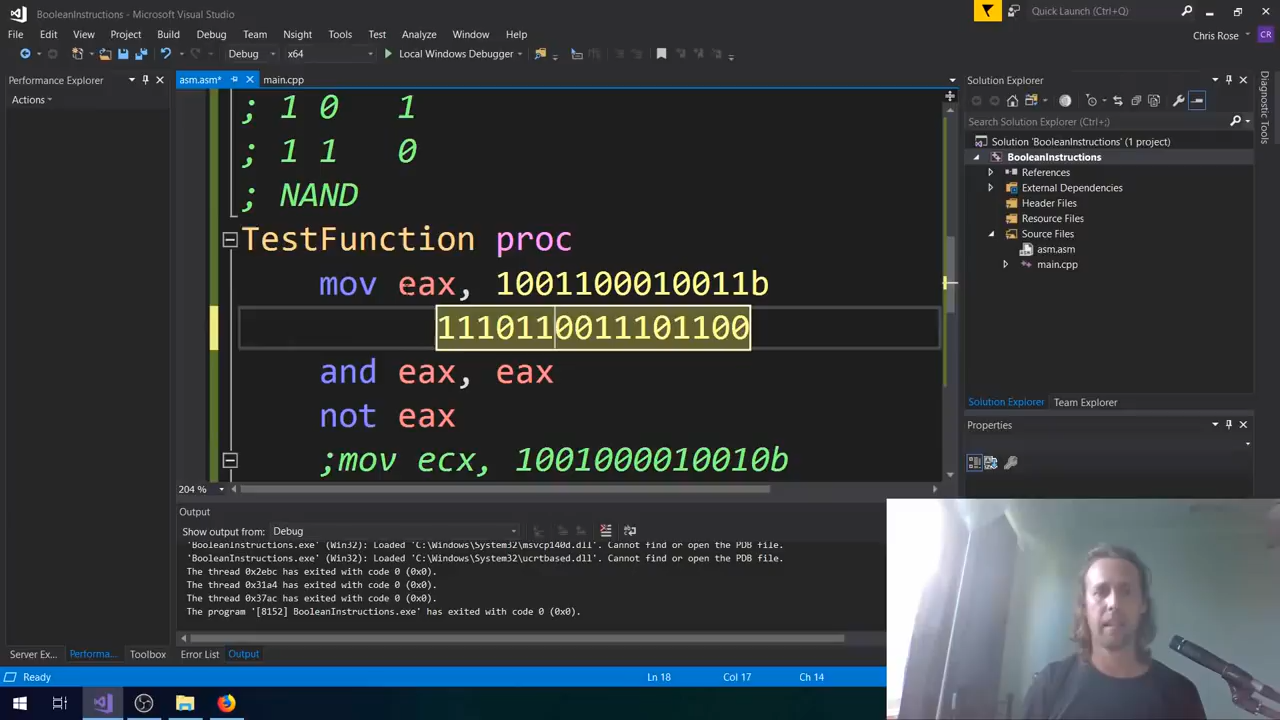 BooleanInstructions - Microsoft Visual Studio
Quick Launch (Ctrl+;)
File Edit View Project Build Debug Team Insights Test Tools Analyze Window Help
Chris Rose CR
Debug x64 Local Windows Debugger
Performance Explorer
Actions
asm.asm* main.cpp
; 1 0 1
; 1 1 0
; NAND
TestFunction proc
mov eax, 1001100010011b
1110110011101100
and eax, eax
not eax
;mov ecx, 1001000010010b
204 %
Solution Explorer
Search Solution Explorer (Ctrl+;)
Solution 'BooleanInstructions' (1 project)
BooleanInstructions
References
External Dependencies
Header Files
Resource Files
Source Files
asm.asm
main.cpp
Solution Explorer Team Explorer
Properties
Diagnostic Tools
Output
Show output from: Debug
'BooleanInstructions.exe' (Win32): Loaded 'C:\Windows\System32\msvcp140d.dll'. Cannot find or open the PDB file.
'BooleanInstructions.exe' (Win32): Loaded 'C:\Windows\System32\ucrtbased.dll'. Cannot find or open the PDB file.
The thread 0x2ebc has exited with code 0 (0x0).
The thread 0x31a4 has exited with code 0 (0x0).
The thread 0x37ac has exited with code 0 (0x0).
The program '[8152] BooleanInstructions.exe' has exited with code 0 (0x0).
Server Ex... Performa... Toolbox Error List Output
Ready Ln 18 Col 17 Ch 14